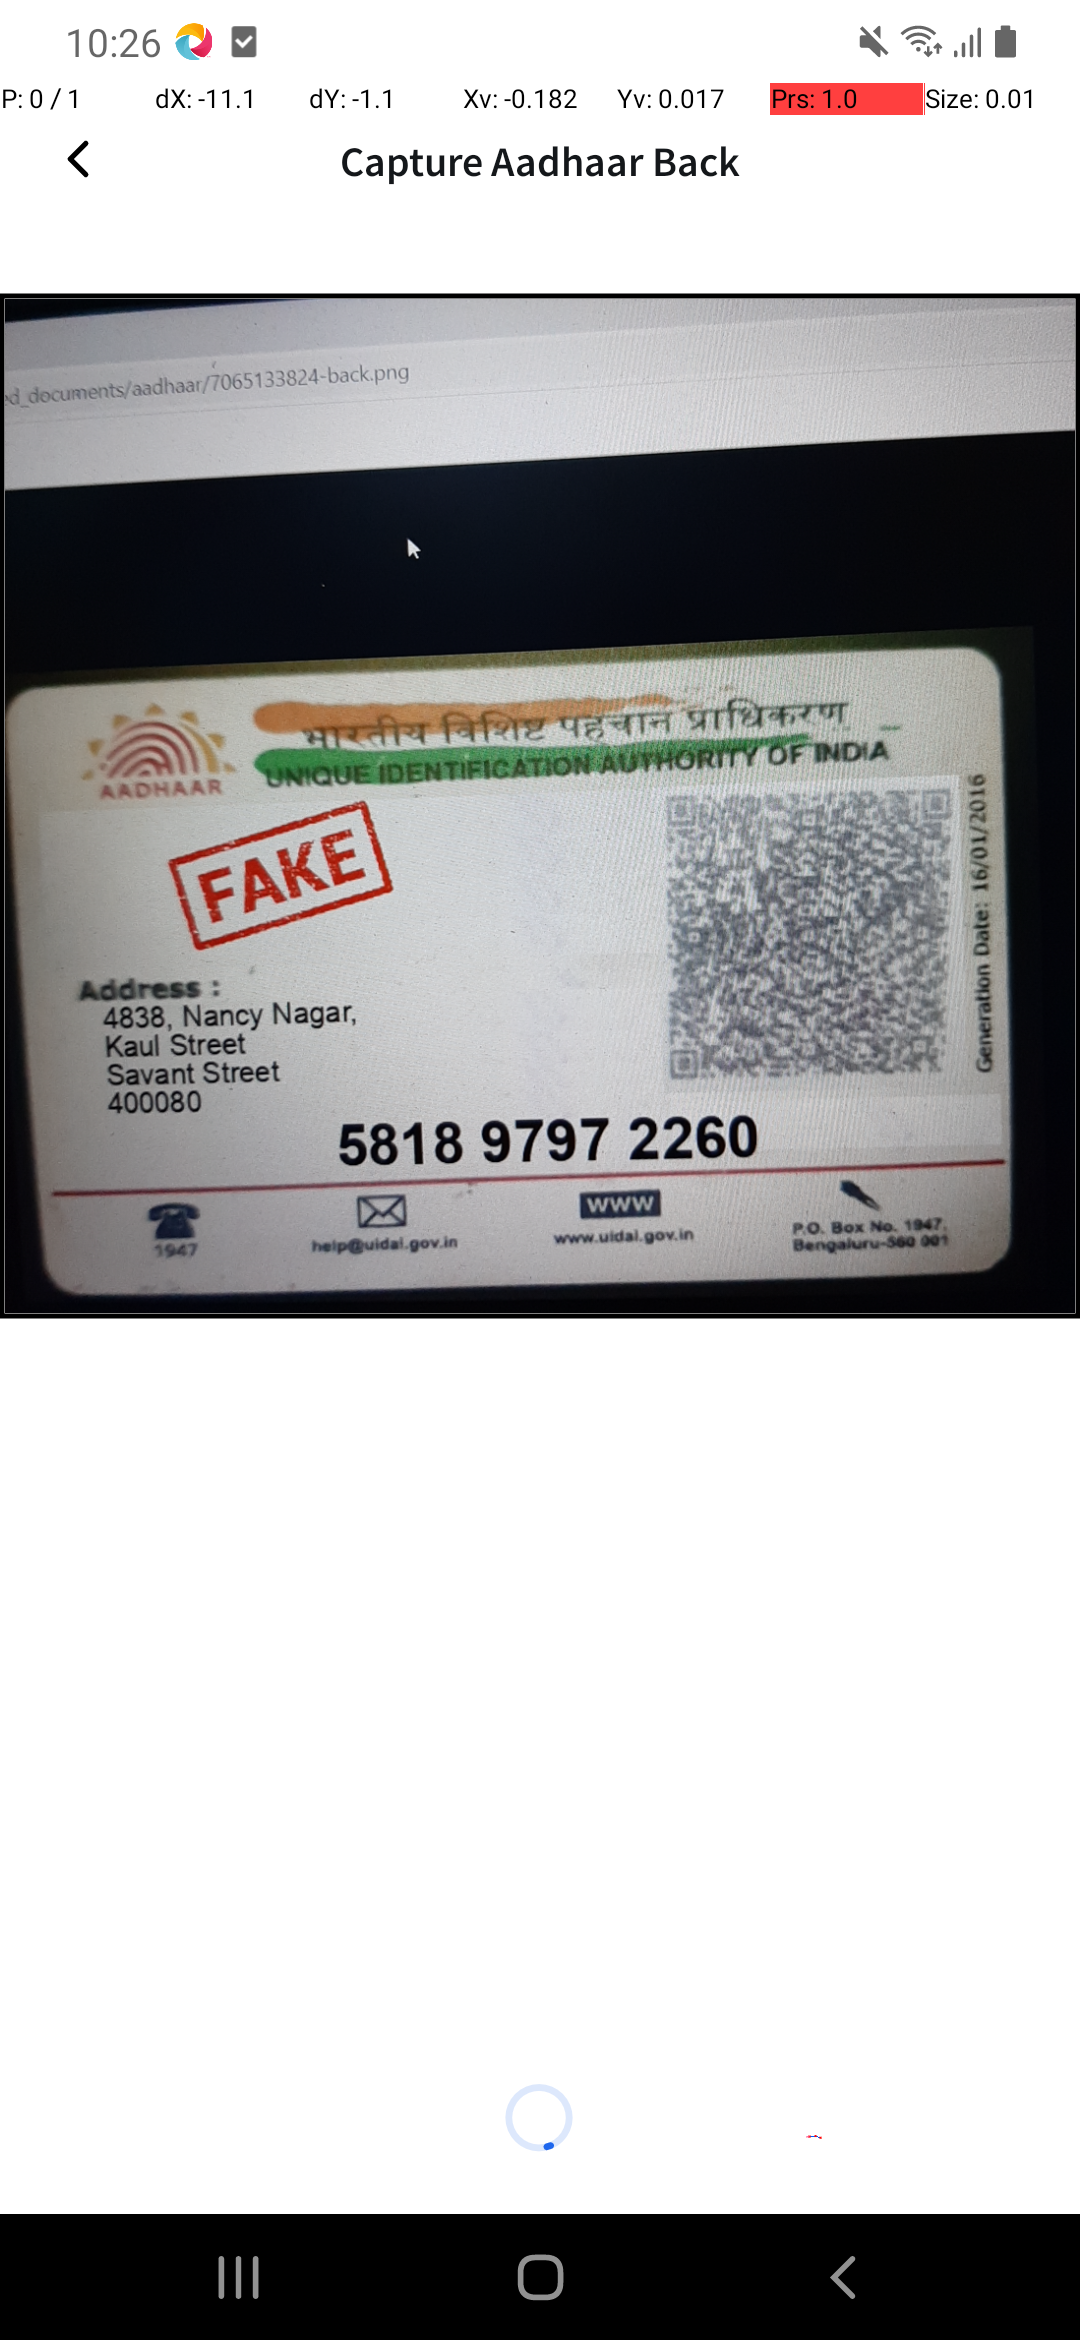 10:26
P: 0 / 1 dX: -11.1 dY: -1.1 Xv: -0.182 Yv: 0.017 Prs: 1.0 Size: 0.01
Capture Aadhaar Back
ed_documents/aadhaar/7065133824-back.png
भारतीय विशिष्ट पहचान प्राधिकरण
UNIQUE IDENTIFICATION AUTHORITY OF INDIA
AADHAAR
FAKE
Generation Date: 16/01/2016
Address :
4838, Nancy Nagar,
Kaul Street
Savant Street
400080
5818 9797 2260
1947
help@uidai.gov.in
WWW
www.uidai.gov.in
P.O. Box No. 1947,
Bengaluru-560 001